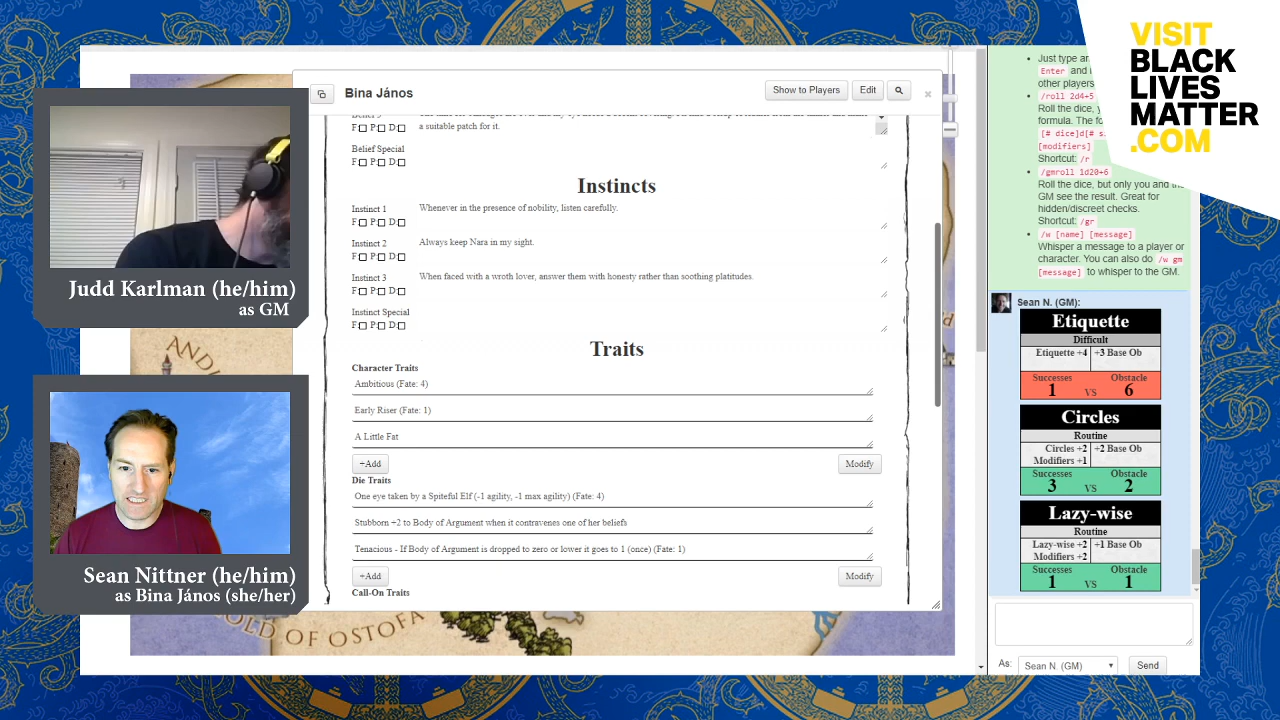 VISIT
BLACK
LIVES
MATTER
.COM
Judd Karlman (he/him)
as GM
Sean Nittner (he/him)
as Bina János (she/her)
Bina János
Show to Players
Edit
F P D
a suitable patch for it.
Belief Special
F P D
Instincts
Instinct 1
Whenever in the presence of nobility, listen carefully.
F P D
Instinct 2
Always keep Nara in my sight.
F P D
Instinct 3
When faced with a wroth lover, answer them with honesty rather than soothing platitudes.
F P D
Instinct Special
F P D
Traits
Character Traits
Ambitious (Fate: 4)
Early Riser (Fate: 1)
A Little Fat
+Add
Modify
Die Traits
One eye taken by a Spiteful Elf (-1 agility, -1 max agility) (Fate: 4)
Stubborn +2 to Body of Argument when it contravenes one of her beliefs
Tenacious - If Body of Argument is dropped to zero or lower it goes to 1 (once) (Fate: 1)
+Add
Modify
Call-On Traits
AND
OLD OF OSTOFA
Just type
Enter and
other players
/roll 2d4+5
Roll the dice,
formula. The
[# dice]d[#
[modifiers]
Shortcut: /r
/gmroll 1d20+6
Roll the dice, but only you and
GM see the result. Great for
hidden/discreet checks.
Shortcut: /gr
/w [name] [message]
Whisper a message to a player or
character. You can also do /w gm
[message] to whisper to the GM.
Sean N. (GM):
Etiquette
Difficult
Etiquette +4 +3 Base Ob
Successes Obstacle
1 VS 6
Circles
Routine
Circles +2 +2 Base Ob
Modifiers +1
Successes Obstacle
3 VS 2
Lazy-wise
Routine
Lazy-wise +2 +1 Base Ob
Modifiers +2
Successes Obstacle
1 VS 1
As:
Sean N. (GM)
Send